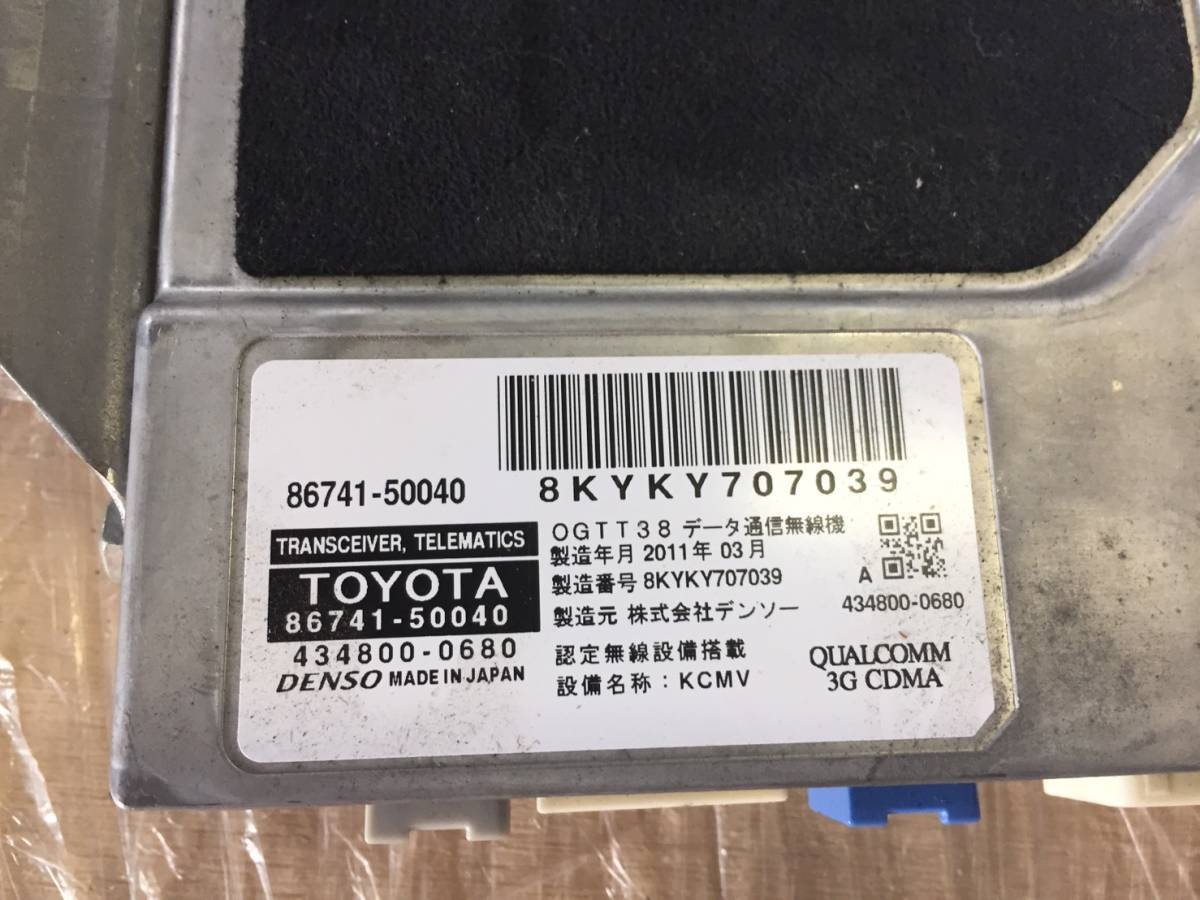 86741-50040
8KYKY707039
TRANSCEIVER, TELEMATICS
TOYOTA
86741-50040
434800-0680
DENSO MADE IN JAPAN
OGTT38 データ通信無線機
製造年月 2011年 03月
製造番号 8KYKY707039
製造元 株式会社デンソー
認定無線設備搭載
設備名称:KCMV
A
434800-0680
QUALCOMM
3G CDMA